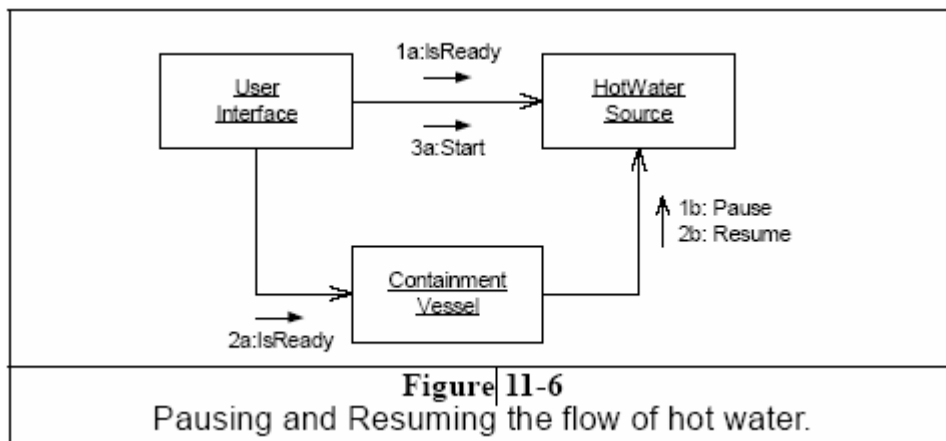 1a:IsReady
User
Interface
HotWater
Source
3a:Start
1b: Pause
2b: Resume
Containment
Vessel
2a:IsReady
Figure 11-6
Pausing and Resuming the flow of hot water.